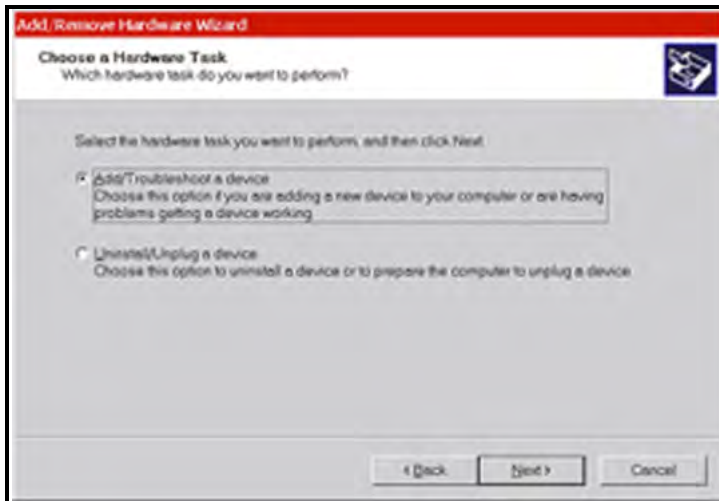 Add/Remove Hardware Wizard
Choose a Hardware Task
Which hardware task do you want to perform?
Select the hardware task you want to perform, and then click Next.
Add/Troubleshoot a device
Choose this option if you are adding a new device to your computer or are having
problems getting a device working.
Uninstall/Unplug a device
Choose this option to uninstall a device or to prepare the computer to unplug a device.
< Back Next > Cancel